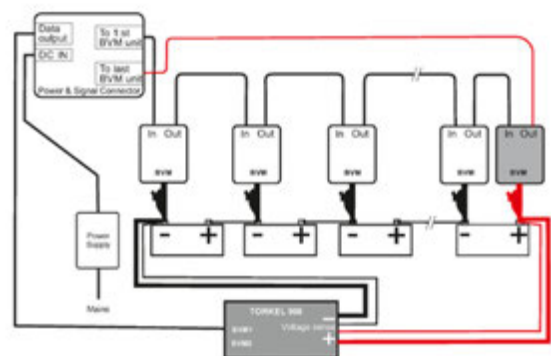 Data
output
To 1:st
BVM unit
DC IN
To last
BVM unit
Power & Signal Connector
In Out
BVM
In Out
BVM
In Out
BVM
In Out
BVM
In Out
BVM
- +
- +
- +
- +
Power
Supply
Mains
TORKEL 900
Voltage sense
-
+
BVM1
BVM2